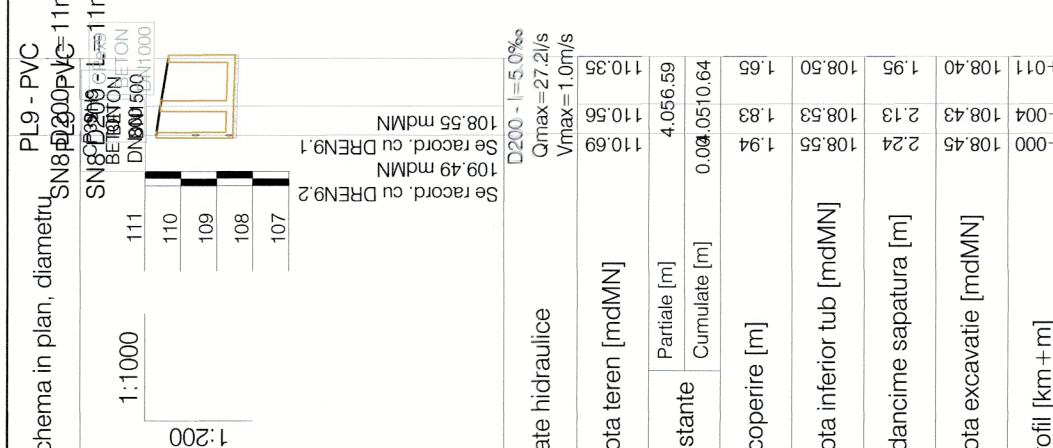 chema in plan, diametru
PL9 - PVC
SN8 D200
L= 11m
SN8 D200 - L = 11m
BETON
DN1000
BETON
1:1000
1:200
111
110
109
108
107
Se racord. cu DREN9.2
109.49 mdMN
Se racord. cu DREN9.1
108.55 mdMN
ate hidraulice
D200 - I=5.0‰
Qmax=27.2l/s
Vmax=1.0m/s
ota teren [mdMN]
110.69
110.56
110.35
stante
Partiale [m]
4.05
6.59
Cumulate [m]
0.00
4.05
10.64
coperire [m]
1.94
1.83
1.65
ota inferior tub [mdMN]
108.55
108.53
108.50
dancime sapatura [m]
2.24
2.13
1.95
ota excavatie [mdMN]
108.45
108.43
108.40
ofil [km+m]
000
004
+011